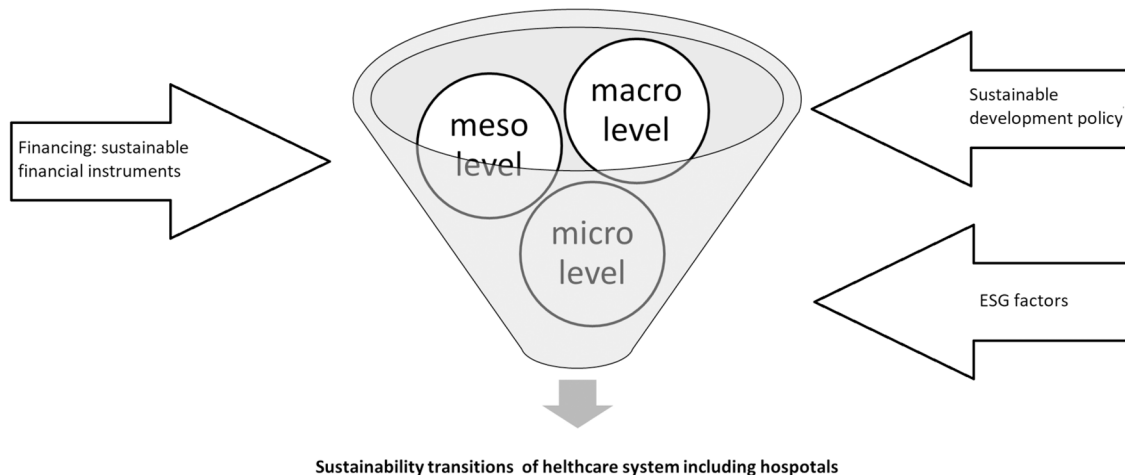 macro
level
meso
level
micro
level
Financing: sustainable
financial instruments
Sustainable
development policy
ESG factors
Sustainability transitions of helthcare system including hospotals